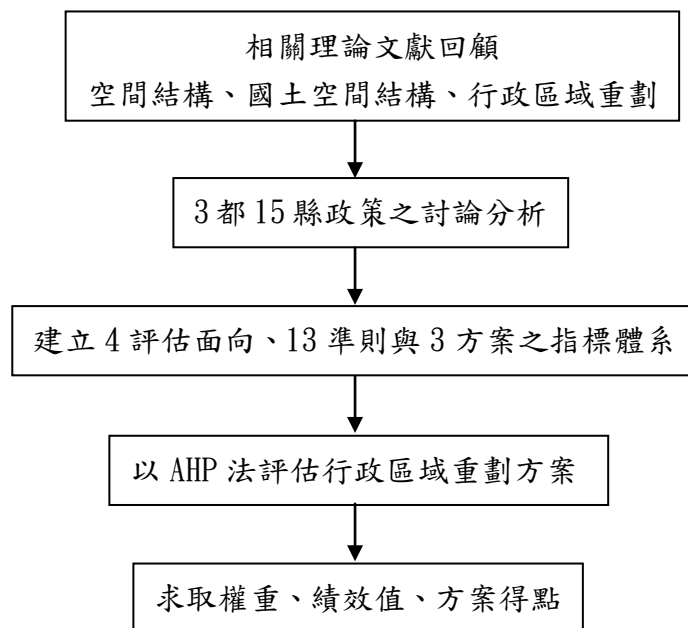 相關理論文獻回顧
空間結構、國土空間結構、行政區域重劃
3都15縣政策之討論分析
建立4評估面向、13準則與3方案之指標體系
以AHP法評估行政區域重劃方案
求取權重、績效值、方案得點